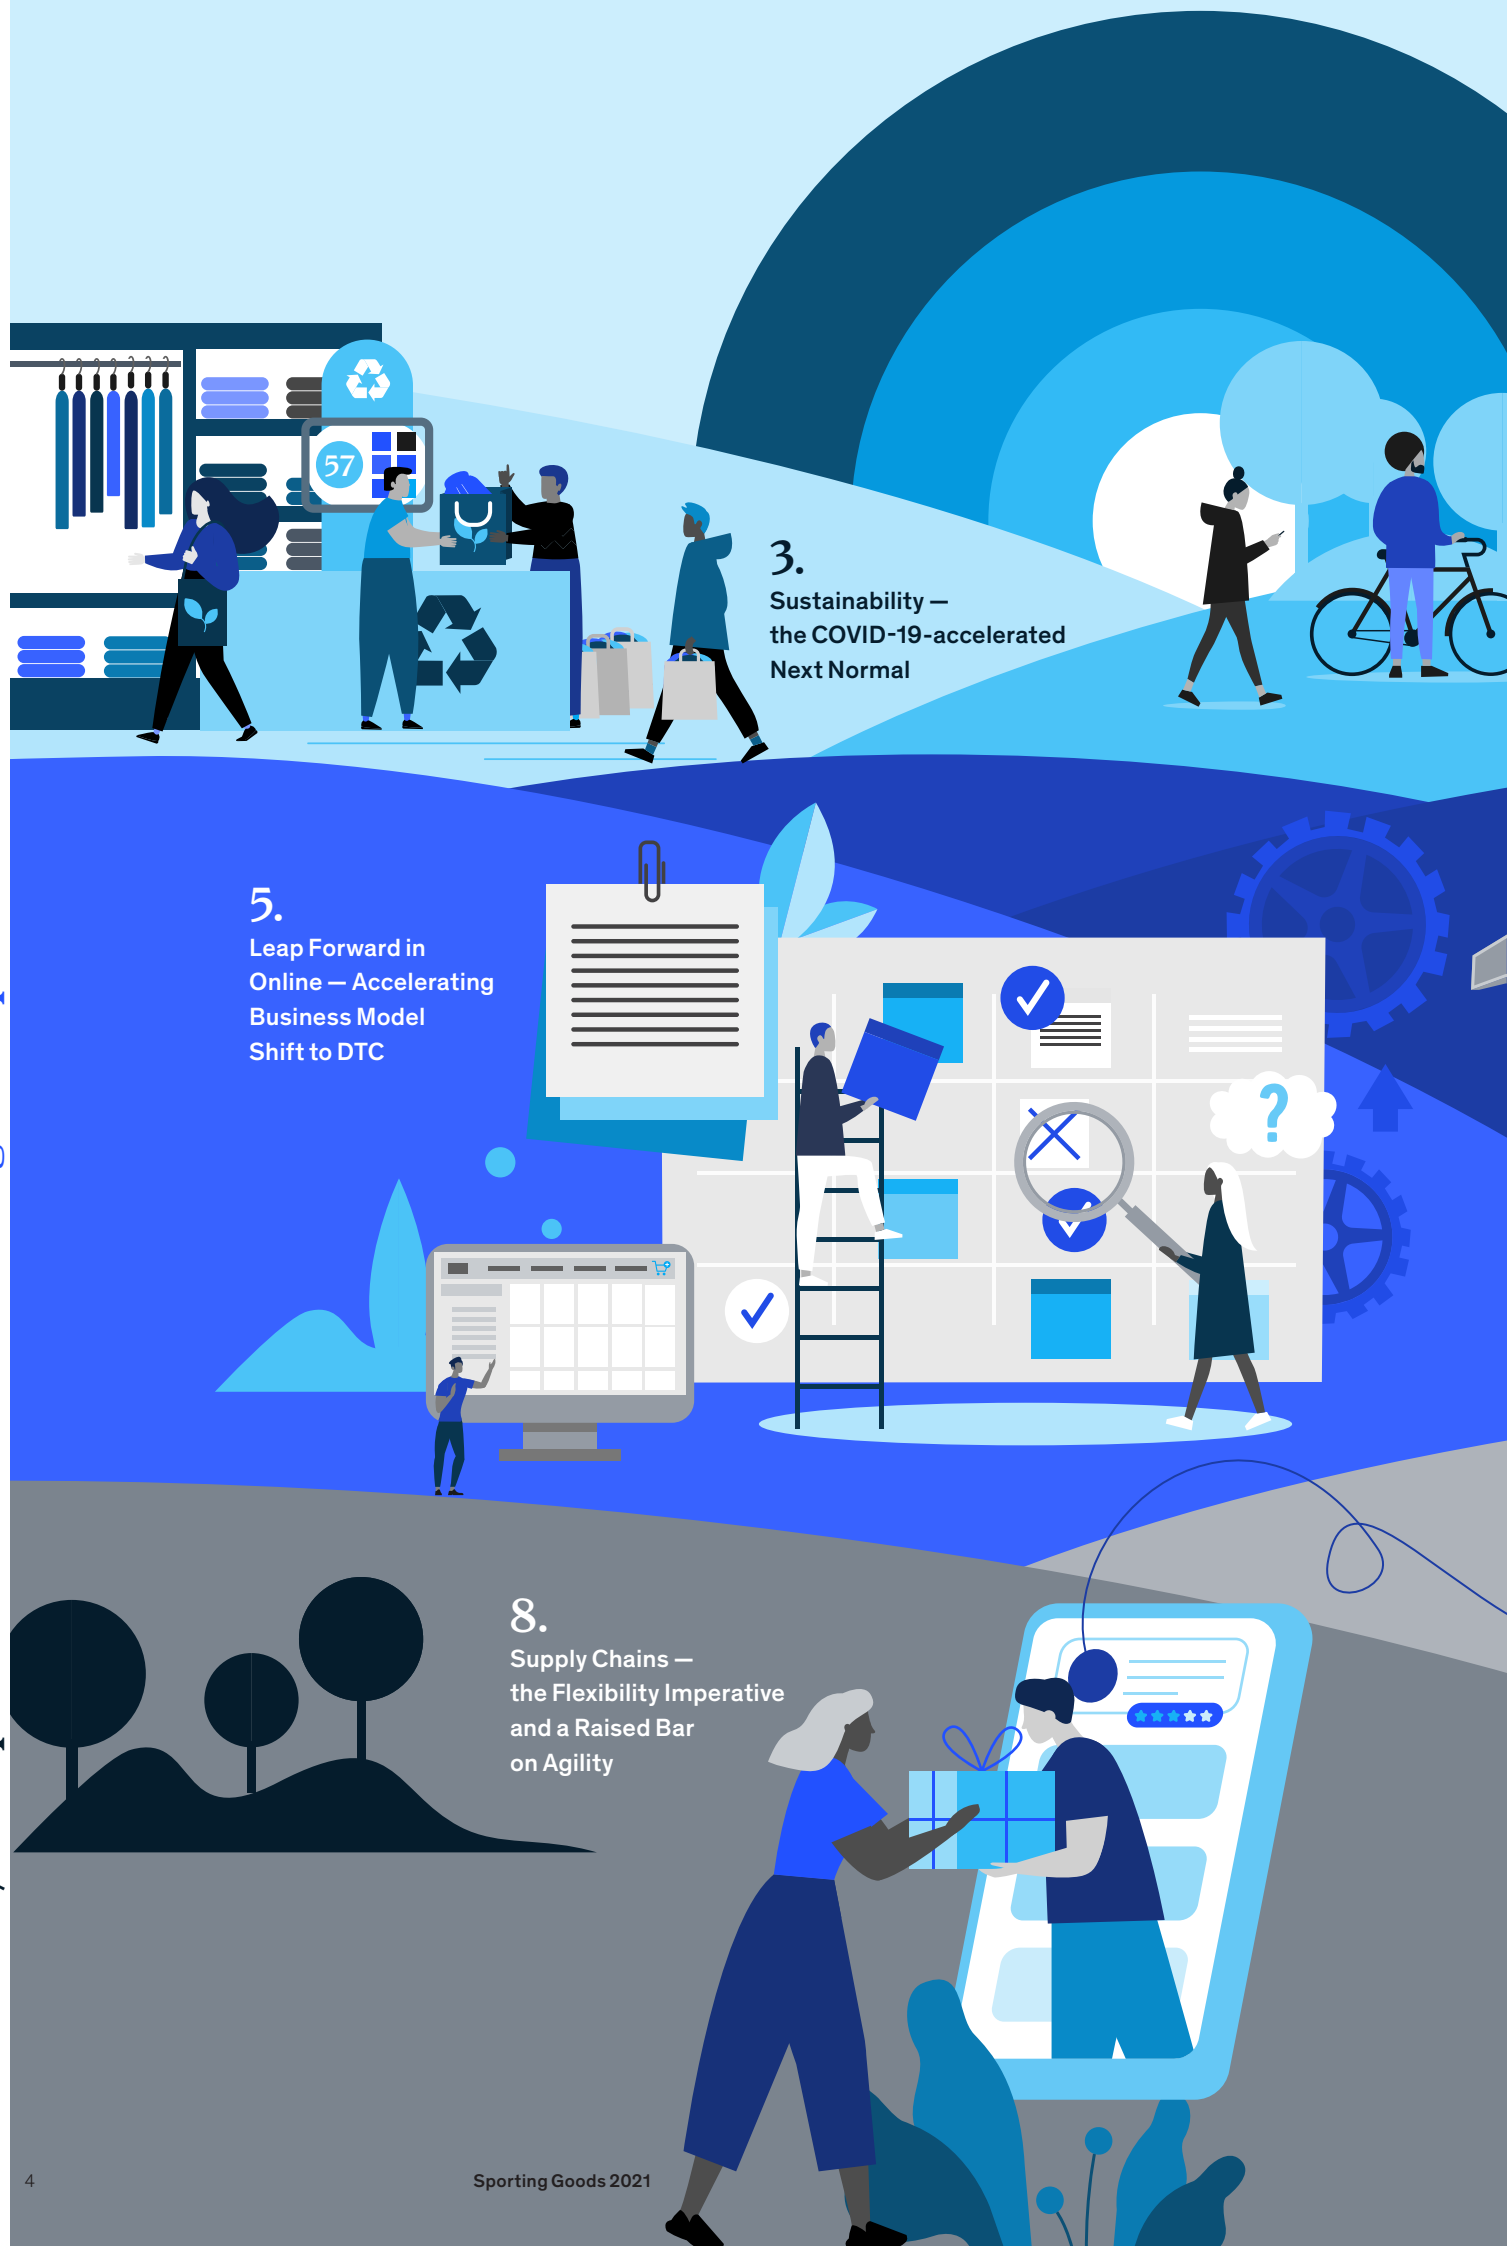 57
3.
Sustainability —
the COVID-19-accelerated
Next Normal
5.
Leap Forward in
Online — Accelerating
Business Model
Shift to DTC
?
8.
Supply Chains —
the Flexibility Imperative
and a Raised Bar
on Agility
4
Sporting Goods 2021